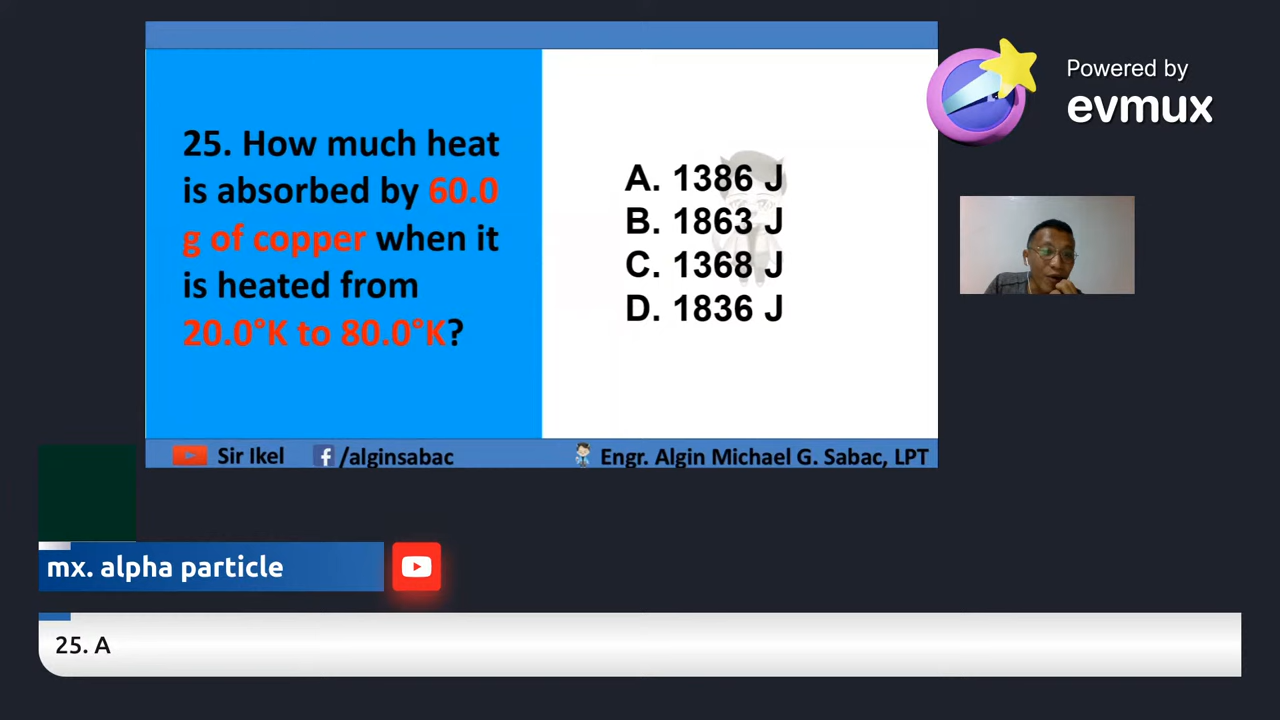 Powered by
evmux
25. How much heat
is absorbed by 60.0
g of copper when it
is heated from
20.0°K to 80.0°K?
A. 1386 J
B. 1863 J
C. 1368 J
D. 1836 J
Sir Ikel
/alginsabac
Engr. Algin Michael G. Sabac, LPT
mx. alpha particle
25. A